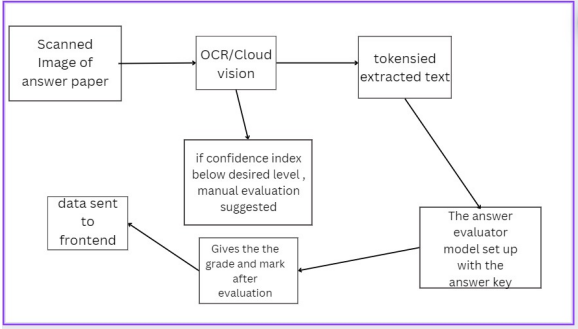 Scanned
Image of
answer paper
OCR/Cloud
vision
tokensied
extracted text
if confidence index
below desired level ,
manual evaluation
suggested
The answer
evaluator
model set up
with the
answer key
Gives the the
grade and mark
after
evaluation
data sent
to
frontend